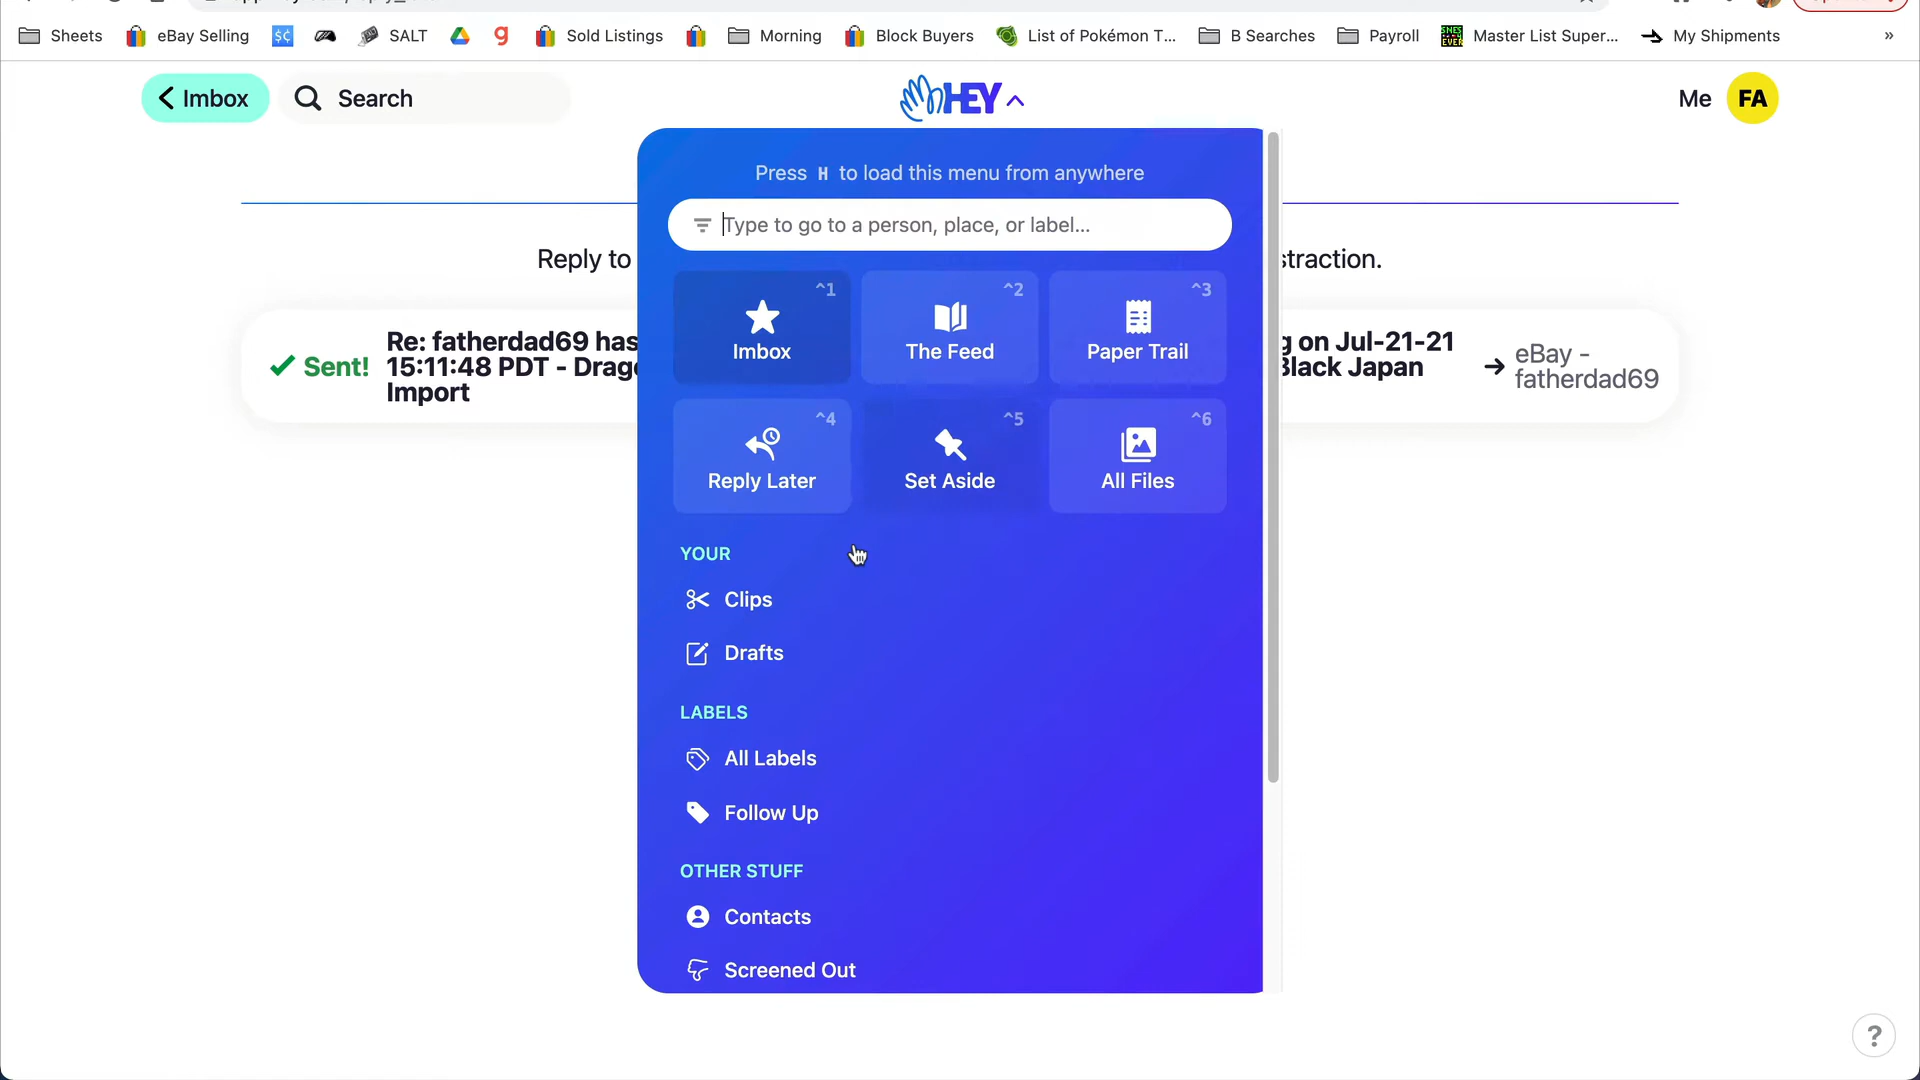 Sheets eBay Selling SALT Sold Listings Morning Block Buyers List of Pokémon T... B Searches Payroll Master List Super... My Shipments »
Imbox Search HEY Me FA
Press H to load this menu from anywhere
Type to go to a person, place, or label...
Reply to
straction.
^1 ^2 ^3
Imbox The Feed Paper Trail
Sent!
Re: fatherdad69 has
15:11:48 PDT - Drag
Import
g on Jul-21-21
Black Japan
eBay -
fatherdad69
^4 ^5 ^6
Reply Later Set Aside All Files
YOUR
Clips
Drafts
LABELS
All Labels
Follow Up
OTHER STUFF
Contacts
Screened Out
?